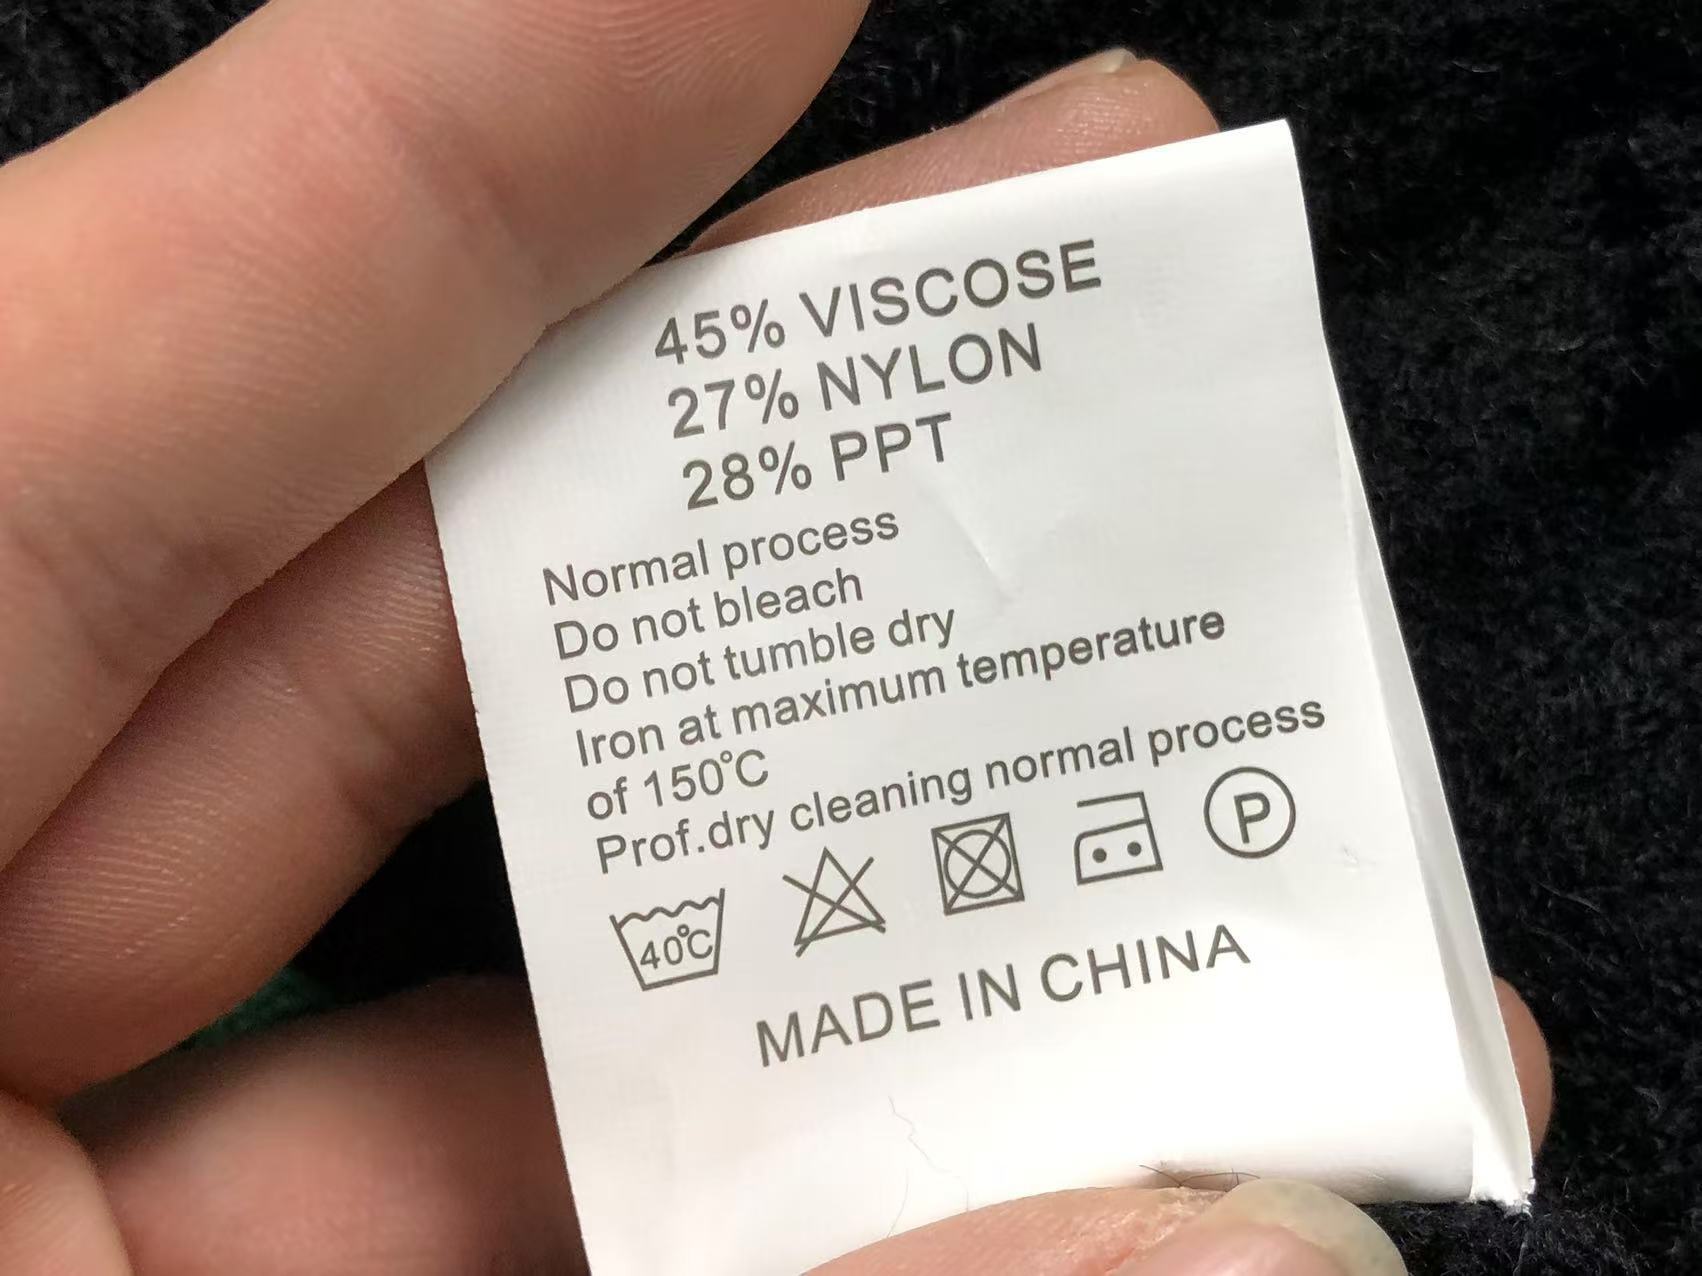 45% VISCOSE
27% NYLON
28% PPT
Normal process
Do not bleach
Do not tumble dry
Iron at maximum temperature
of 150°C
Prof.dry cleaning normal process
40°C P
MADE IN CHINA